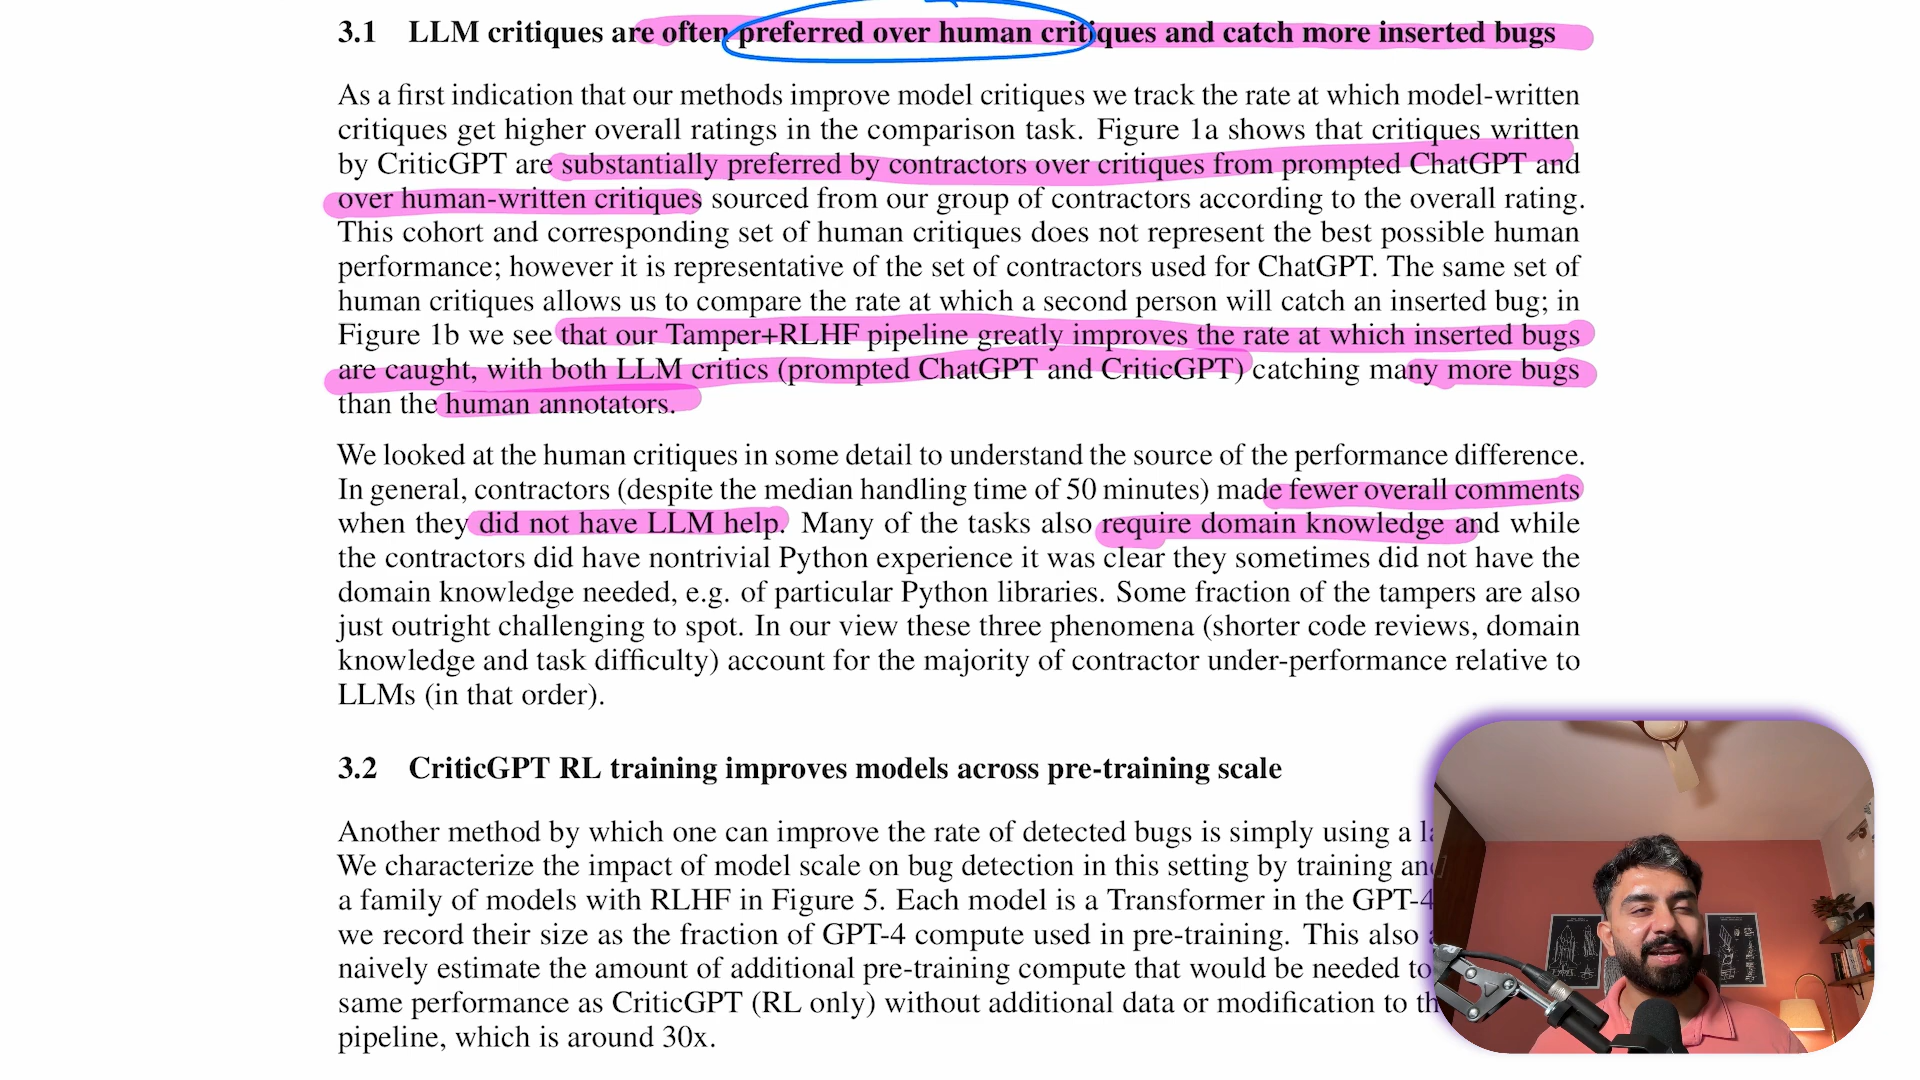 3.1 LLM critiques are often preferred over human critiques and catch more inserted bugs
As a first indication that our methods improve model critiques we track the rate at which model-written
critiques get higher overall ratings in the comparison task. Figure 1a shows that critiques written
by CriticGPT are substantially preferred by contractors over critiques from prompted ChatGPT and
over human-written critiques sourced from our group of contractors according to the overall rating.
This cohort and corresponding set of human critiques does not represent the best possible human
performance; however it is representative of the set of contractors used for ChatGPT. The same set of
human critiques allows us to compare the rate at which a second person will catch an inserted bug; in
Figure 1b we see that our Tamper+RLHF pipeline greatly improves the rate at which inserted bugs
are caught, with both LLM critics (prompted ChatGPT and CriticGPT) catching many more bugs
than the human annotators.
We looked at the human critiques in some detail to understand the source of the performance difference.
In general, contractors (despite the median handling time of 50 minutes) made fewer overall comments
when they did not have LLM help. Many of the tasks also require domain knowledge and while
the contractors did have nontrivial Python experience it was clear they sometimes did not have the
domain knowledge needed, e.g. of particular Python libraries. Some fraction of the tampers are also
just outright challenging to spot. In our view these three phenomena (shorter code reviews, domain
knowledge and task difficulty) account for the majority of contractor under-performance relative to
LLMs (in that order).
3.2 CriticGPT RL training improves models across pre-training scale
Another method by which one can improve the rate of detected bugs is simply using a
We characterize the impact of model scale on bug detection in this setting by training
a family of models with RLHF in Figure 5. Each model is a Transformer in the GPT-4
we record their size as the fraction of GPT-4 compute used in pre-training. This also
naively estimate the amount of additional pre-training compute that would be needed to
same performance as CriticGPT (RL only) without additional data or modification to
pipeline, which is around 30x.